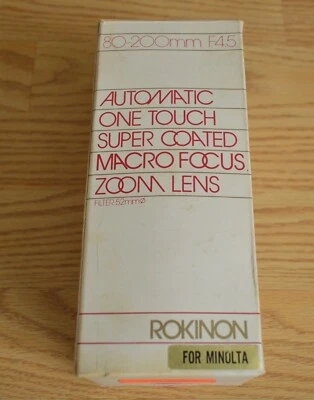 80-200mm F4.5
AUTOMATIC
ONE TOUCH
SUPER COATED
MACRO FOCUS
ZOOM LENS
FILTER 52mmØ
ROKINON
FOR MINOLTA